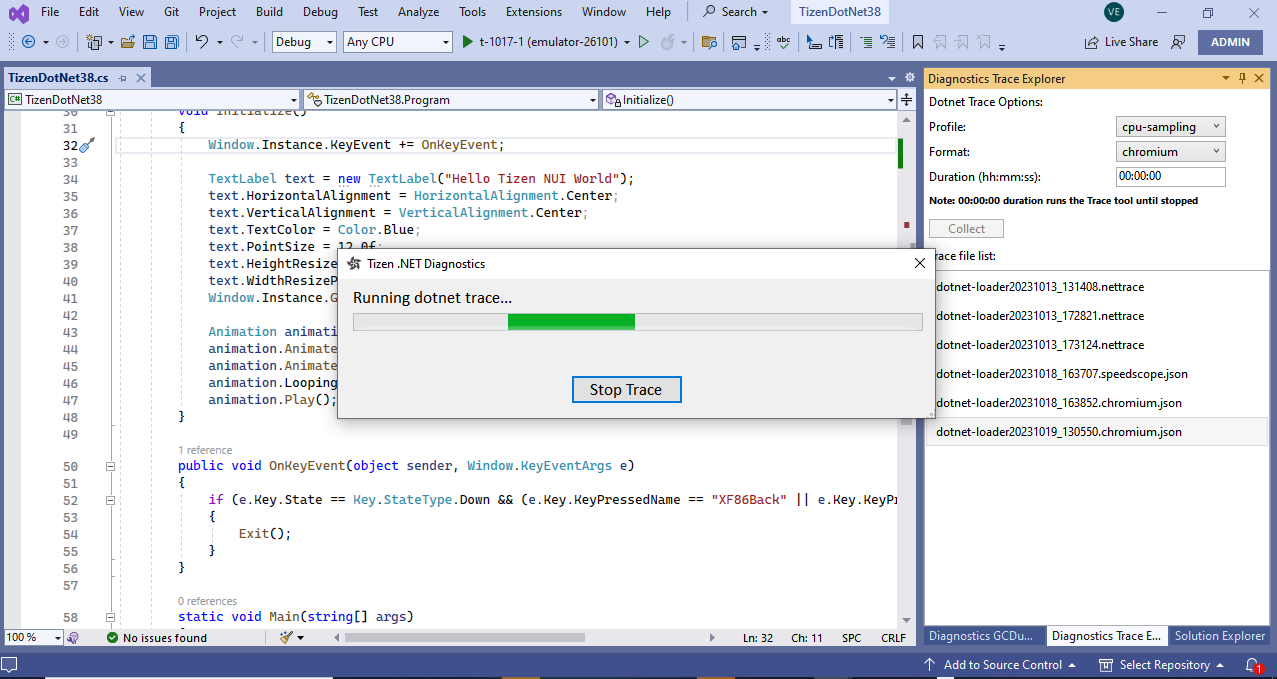 File Edit View Git Project Build Debug Test Analyze Tools Extensions Window Help Search TizenDotNet38 VE
Debug Any CPU t-1017-1 (emulator-26101) abc Live Share ADMIN
TizenDotNet38.cs
C# TizenDotNet38 TizenDotNet38.Program Initialize()
30 void Initialize()
31 {
32 Window.Instance.KeyEvent += OnKeyEvent;
33
34 TextLabel text = new TextLabel("Hello Tizen NUI World");
35 text.HorizontalAlignment = HorizontalAlignment.Center;
36 text.VerticalAlignment = VerticalAlignment.Center;
37 text.TextColor = Color.Blue;
38 text.PointSize = 12.0f;
39 text.HeightResize
40 text.WidthResizeP
41 Window.Instance.G
42
43 Animation animati
44 animation.Animate
45 animation.Animate
46 animation.Looping
47 animation.Play();
48 }
49
1 reference
50 public void OnKeyEvent(object sender, Window.KeyEventArgs e)
51 {
52 if (e.Key.State == Key.StateType.Down && (e.Key.KeyPressedName == "XF86Back" || e.Key.KeyPr
53 {
54 Exit();
55 }
56 }
57
0 references
58 static void Main(string[] args)
100 % No issues found Ln: 32 Ch: 11 SPC CRLF
Tizen .NET Diagnostics
Running dotnet trace...
Stop Trace
Diagnostics Trace Explorer
Dotnet Trace Options:
Profile: cpu-sampling
Format: chromium
Duration (hh:mm:ss): 00:00:00
Note: 00:00:00 duration runs the Trace tool until stopped
Collect
race file list:
dotnet-loader20231013_131408.nettrace
dotnet-loader20231013_172821.nettrace
dotnet-loader20231013_173124.nettrace
dotnet-loader20231018_163707.speedscope.json
dotnet-loader20231018_163852.chromium.json
dotnet-loader20231019_130550.chromium.json
Diagnostics GCDu... Diagnostics Trace E... Solution Explorer
Add to Source Control Select Repository 1